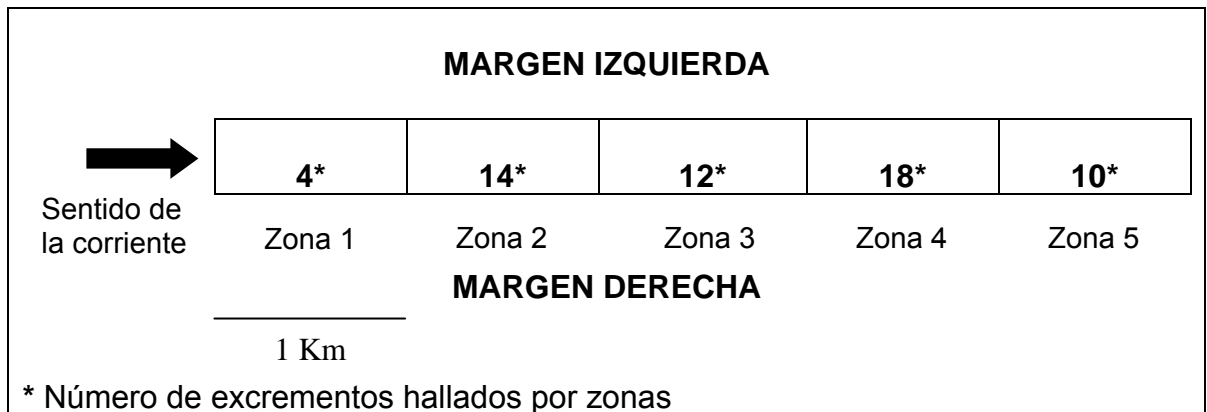 MARGEN IZQUIERDA
4* 14* 12* 18* 10*
Sentido de
la corriente
Zona 1 Zona 2 Zona 3 Zona 4 Zona 5
MARGEN DERECHA
1 Km
* Número de excrementos hallados por zonas